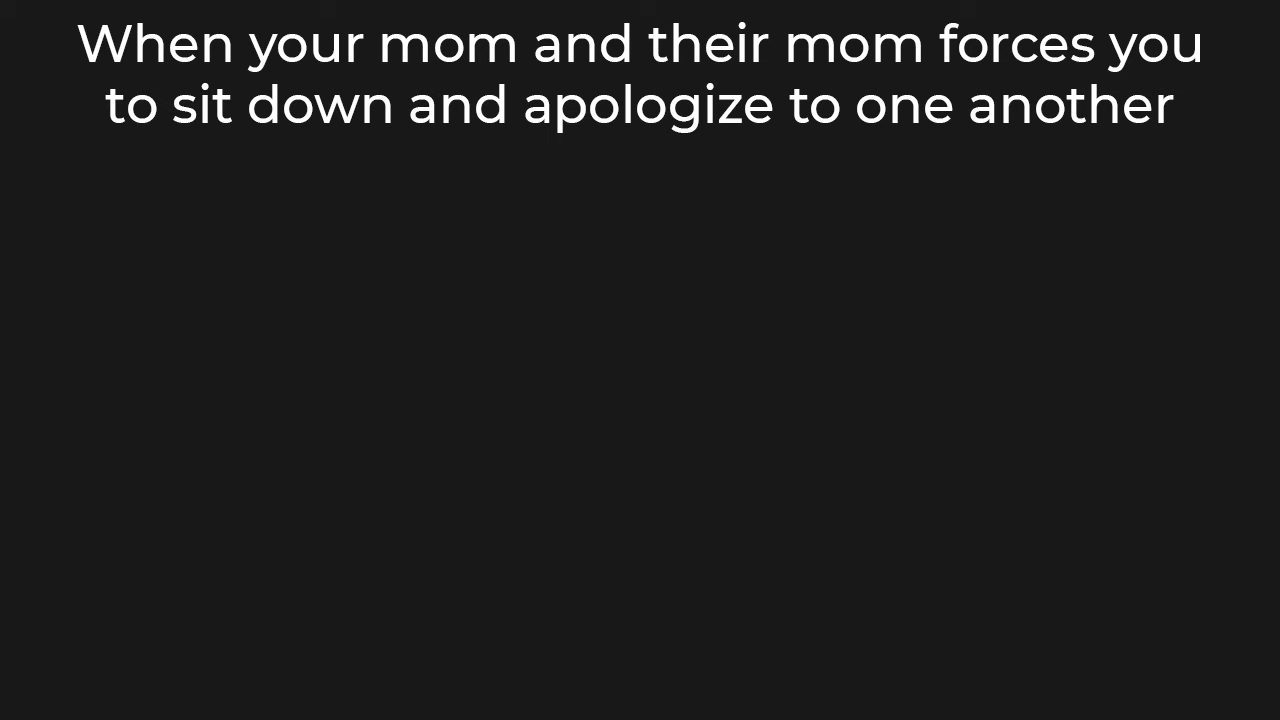 When your mom and their mom forces you
to sit down and apologize to one another